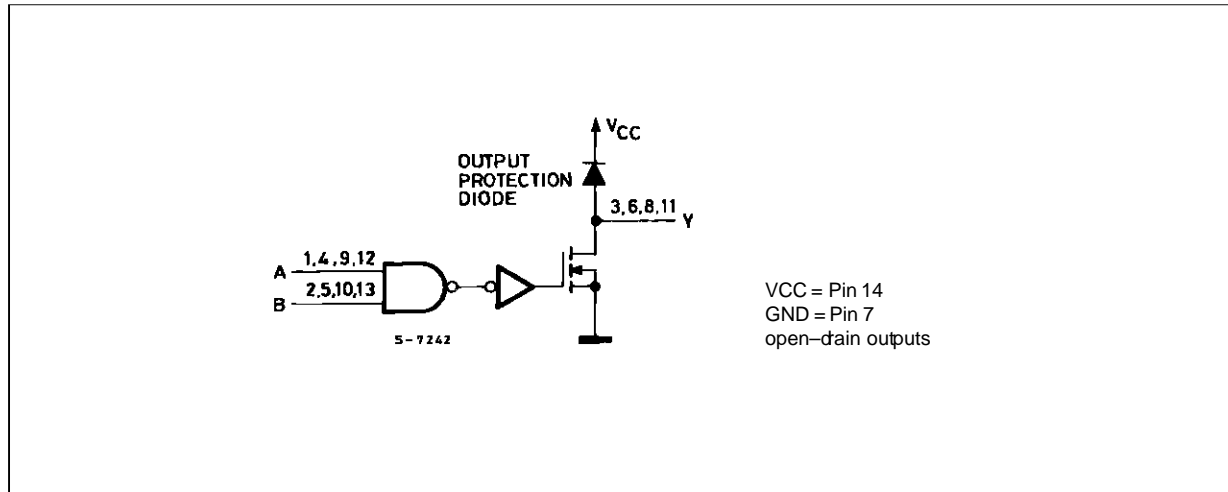 VCC
OUTPUT
PROTECTION
DIODE
3,6,8,11
Y
A
1,4,9,12
B
2,5,10,13
S-7242
VCC = Pin 14
GND = Pin 7
open–drain outputs